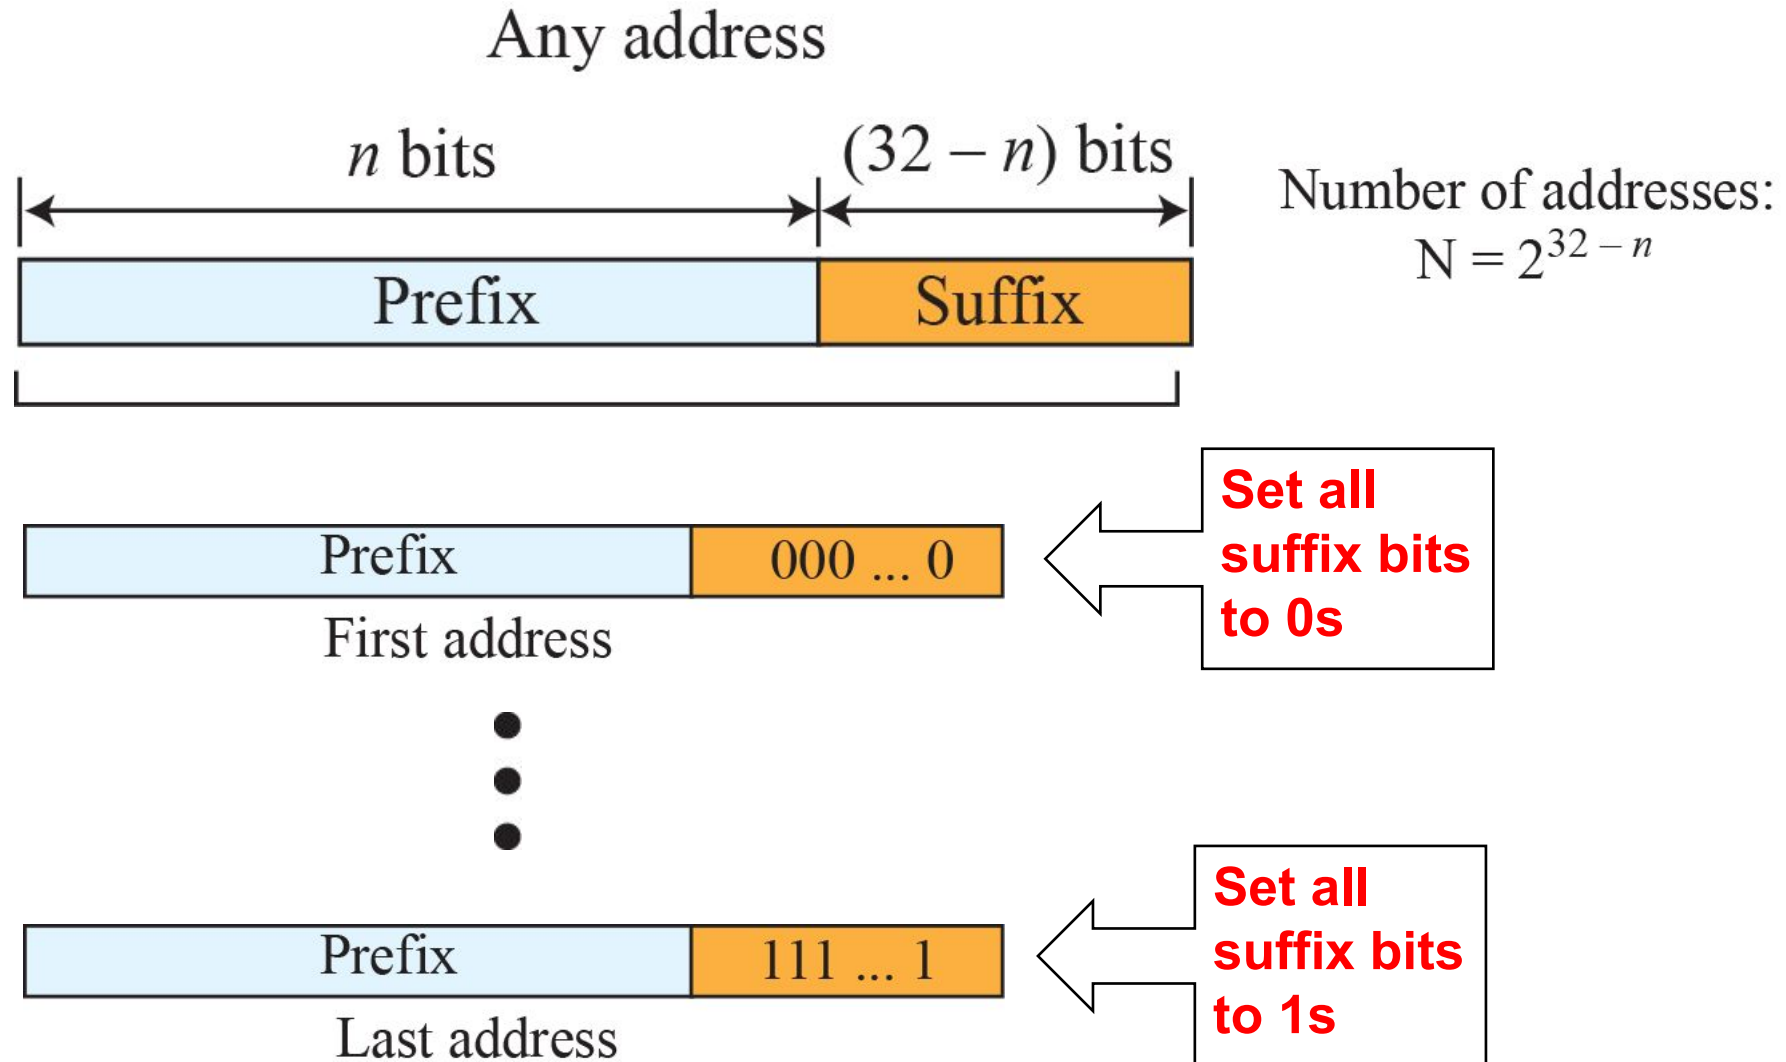 Any address
n bits
(32 – n) bits
Number of addresses:
N = 2^{32 – n}
Prefix
Suffix
Set all
suffix bits
to 0s
Prefix
000 ... 0
First address
Set all
suffix bits
to 1s
Prefix
111 ... 1
Last address